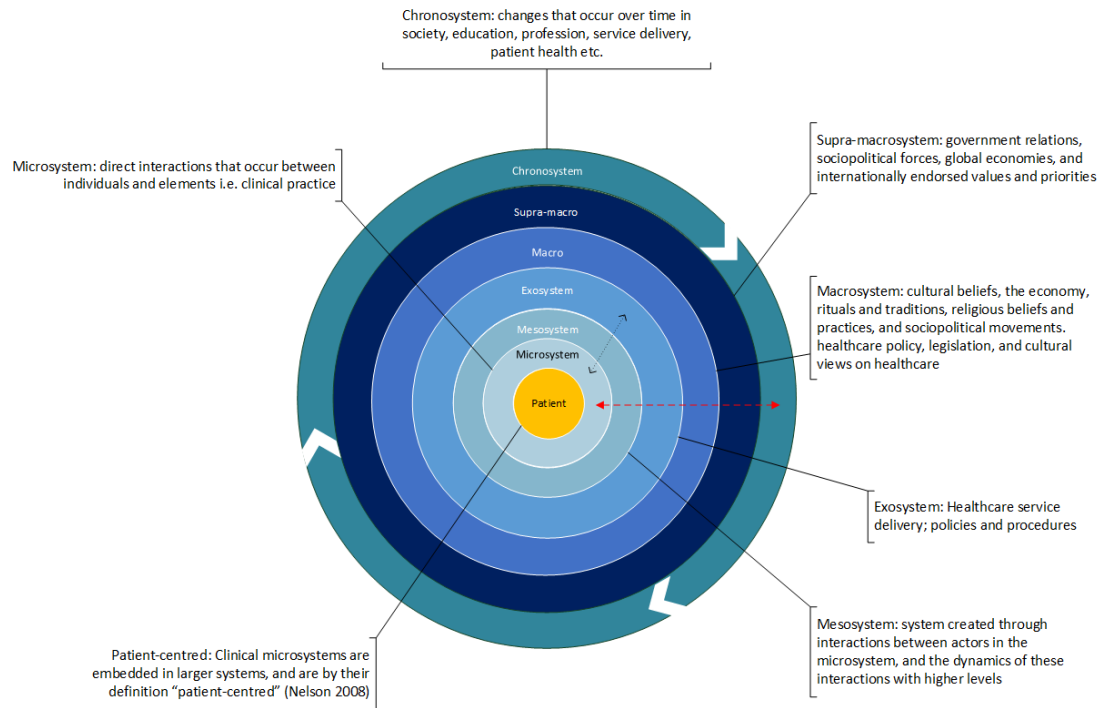 Chronosystem: changes that occur over time in
society, education, profession, service delivery,
patient health etc.
Microsystem: direct interactions that occur between
individuals and elements i.e. clinical practice
Supra-macrosystem: government relations,
sociopolitical forces, global economies, and
internationally endorsed values and priorities
Chronosystem
Supra-macro
Macro
Exosystem
Mesosystem
Microsystem
Patient
Macrosystem: cultural beliefs, the economy,
rituals and traditions, religious beliefs and
practices, and sociopolitical movements.
healthcare policy, legislation, and cultural
views on healthcare
Exosystem: Healthcare service
delivery; policies and procedures
Mesosystem: system created through
interactions between actors in the
microsystem, and the dynamics of these
interactions with higher levels
Patient-centred: Clinical microsystems are
embedded in larger systems, and are by their
definition “patient-centred” (Nelson 2008)